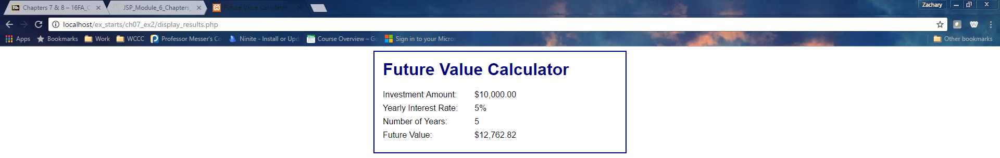 Chapters 7 & 8 – 16FA_C
JSP_Module_6_Chapters_
Future Value Calculator
Zachary
localhost/ex_starts/ch07_ex2/display_results.php
Apps
Bookmarks
Work
WCCC
Professor Messer's Co
Ninite - Install or Upd
Course Overview – Go
Sign in to your Micros
Other bookmarks
Future Value Calculator
Investment Amount: $10,000.00
Yearly Interest Rate: 5%
Number of Years: 5
Future Value: $12,762.82